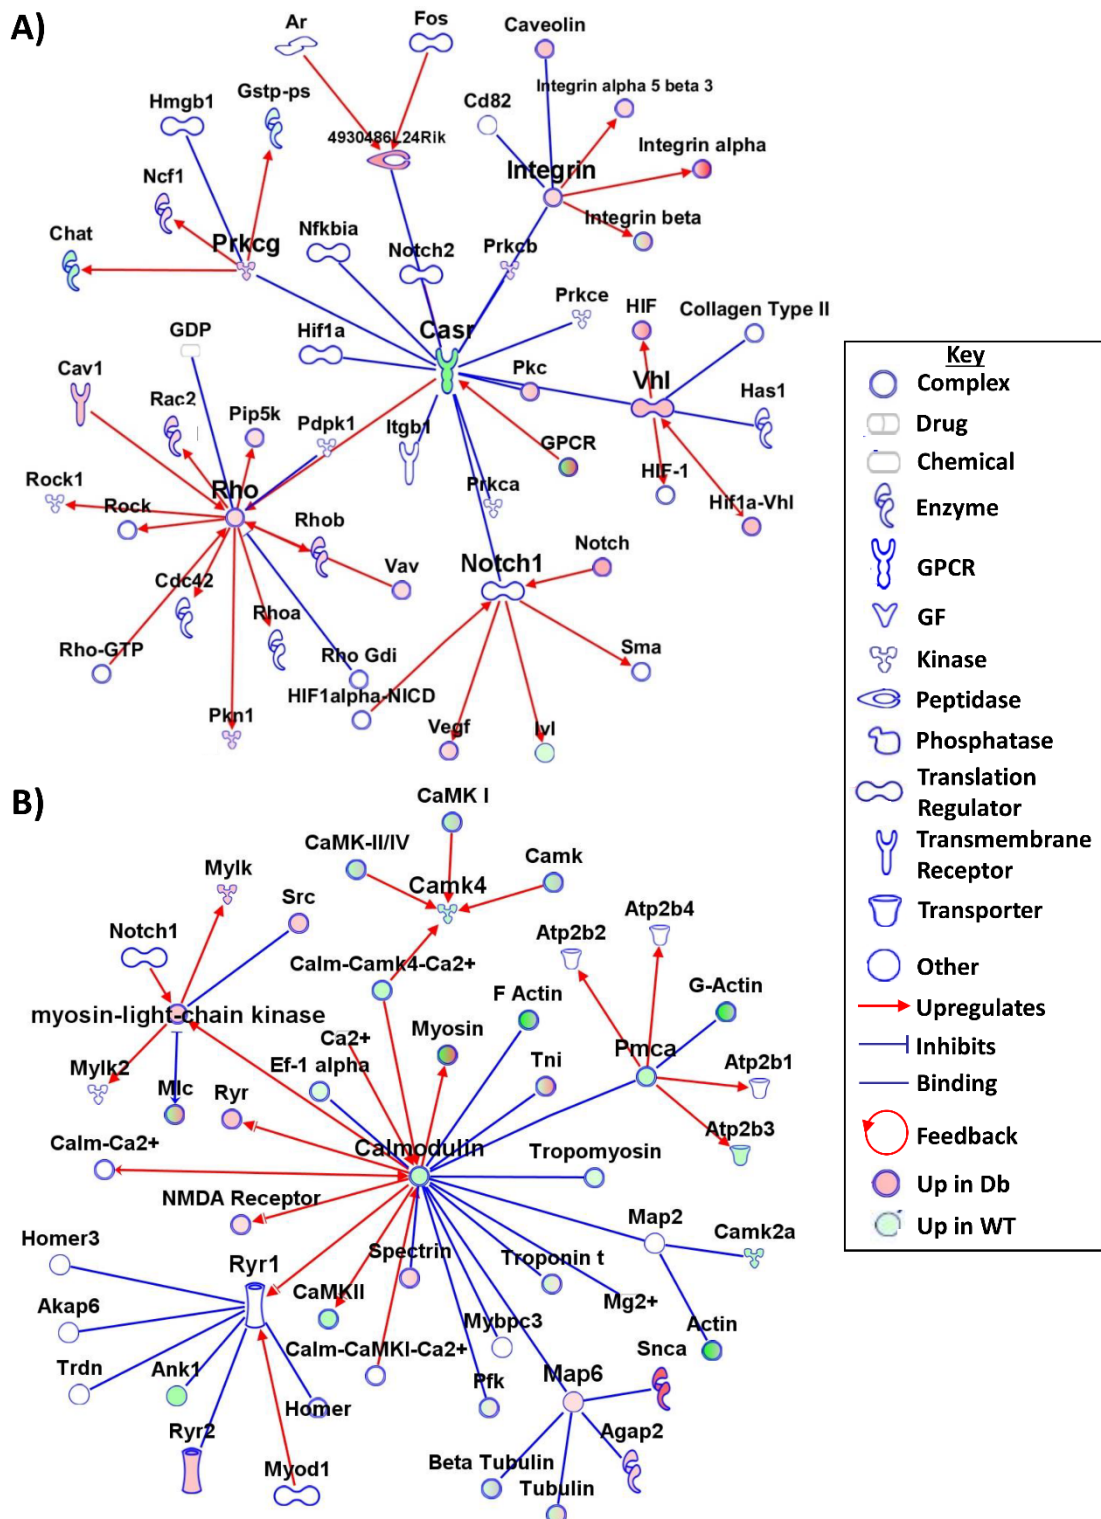 A)
Ar
Fos
Caveolin
Hmgb1
Gstp-ps
Cd82
Integrin alpha 5 beta 3
4930486L24Rik
Integrin alpha
Ncf1
Integrin
Integrin beta
Chat
Prkcg
Nfkbia
Notch2
Prkcb
Prkce
HIF
Collagen Type II
GDP
Hif1a
Casr
Cav1
Rac2
Pip5k
Pdpk1
Itgb1
Pkc
Vhl
Has1
GPCR
Rock1
Rock
Rho
Prkca
HIF-1
Hif1a-Vhl
Rhob
Vav
Notch1
Notch
Cdc42
Rhoa
Rho-GTP
Rho Gdi
Sma
HIF1alpha-NICD
Pkn1
Vegf
Ivl
B)
CaMK I
CaMK-II/IV
Camk
Mylk
Camk4
Src
Atp2b4
Notch1
Atp2b2
Calm-Camk4-Ca2+
F Actin
G-Actin
myosin-light-chain kinase
Ca2+
Myosin
Pmca
Mylk2
Ef-1 alpha
Tni
Atp2b1
Mlc
Ryr
Atp2b3
Calm-Ca2+
Calmodulin
Tropomyosin
NMDA Receptor
Map2
Camk2a
Homer3
Ryr1
Spectrin
Troponin t
CaMKII
Mg2+
Akap6
Mybpc3
Actin
Calm-CaMKI-Ca2+
Snca
Trdn
Ank1
Pfk
Map6
Homer
Ryr2
Agap2
Myod1
Beta Tubulin
Tubulin
Key
Complex
Drug
Chemical
Enzyme
GPCR
GF
Kinase
Peptidase
Phosphatase
Translation
Regulator
Transmembrane
Receptor
Transporter
Other
Upregulates
Inhibits
Binding
Feedback
Up in Db
Up in WT